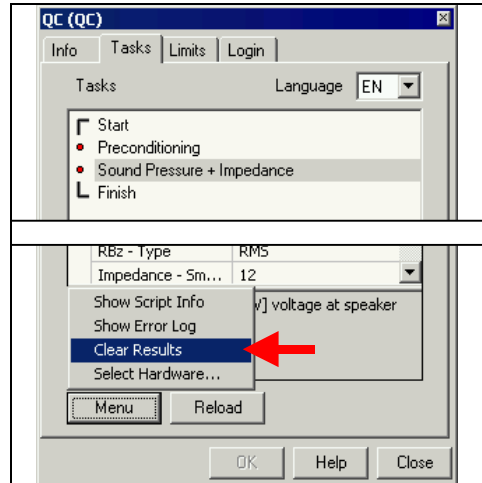 QC (QC)
Info Tasks Limits Login
Tasks Language EN
Start
Preconditioning
Sound Pressure + Impedance
Finish
RBz - Type RMS
Impedance - Sm... 12
Show Script Info
voltage at speaker
Show Error Log
Clear Results
Select Hardware...
Menu Reload
OK Help Close